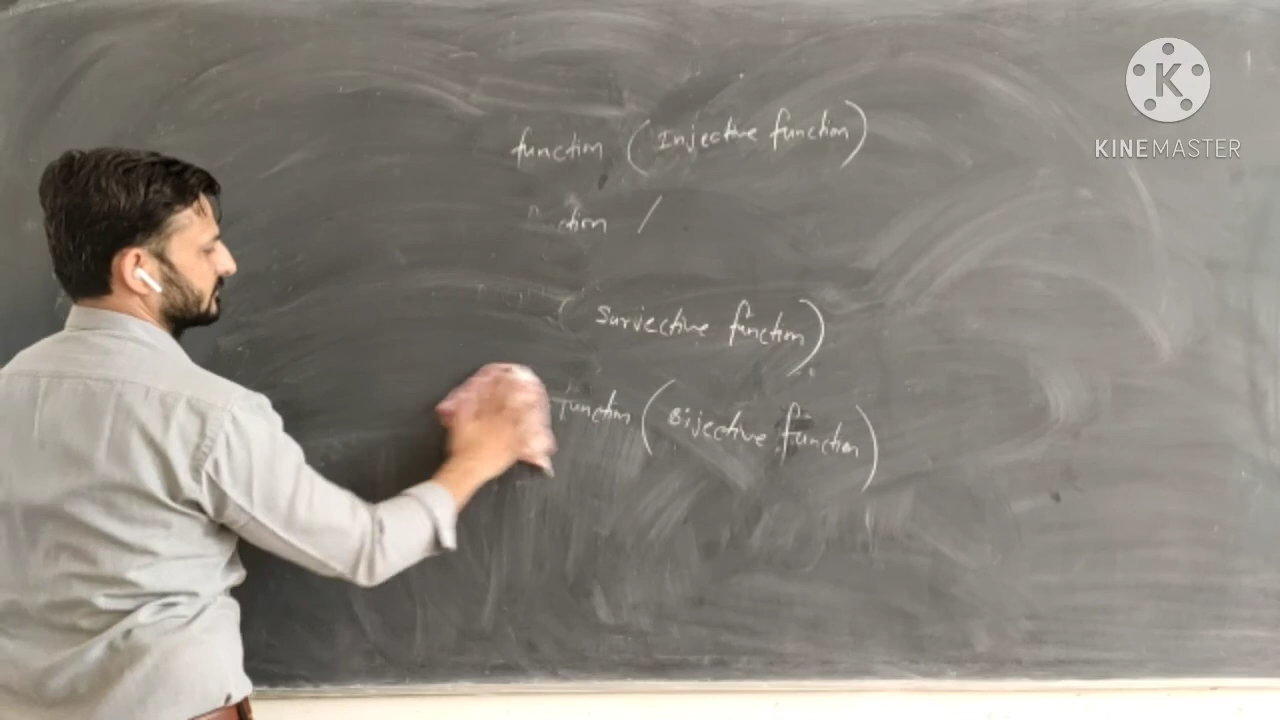 function (Injective function)
ction /
(Surjective function)
function (Bijective function)
K
KINEMASTER